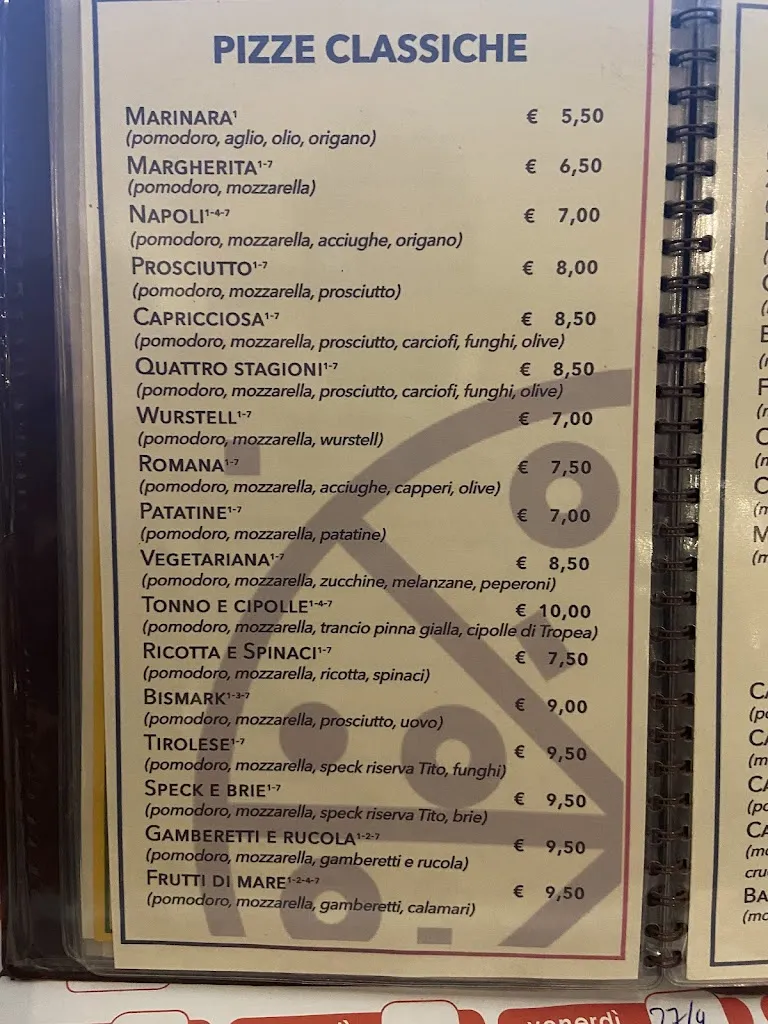 PIZZE CLASSICHE
MARINARA¹ € 5,50
(pomodoro, aglio, olio, origano)
MARGHERITA¹⁻⁷ € 6,50
(pomodoro, mozzarella)
NAPOLI¹⁻⁴⁻⁷ € 7,00
(pomodoro, mozzarella, acciughe, origano)
PROSCIUTTO¹⁻⁷ € 8,00
(pomodoro, mozzarella, prosciutto)
CAPRICCIOSA¹⁻⁷ € 8,50
(pomodoro, mozzarella, prosciutto, carciofi, funghi, olive)
QUATTRO STAGIONI¹⁻⁷ € 8,50
(pomodoro, mozzarella, prosciutto, carciofi, funghi, olive)
WURSTELL¹⁻⁷ € 7,00
(pomodoro, mozzarella, wurstell)
ROMANA¹⁻⁷ € 7,50
(pomodoro, mozzarella, acciughe, capperi, olive)
PATATINE¹⁻⁷ € 7,00
(pomodoro, mozzarella, patatine)
VEGETARIANA¹⁻⁷ € 8,50
(pomodoro, mozzarella, zucchine, melanzane, peperoni)
TONNO E CIPOLLE¹⁻⁴⁻⁷ € 10,00
(pomodoro, mozzarella, trancio pinna gialla, cipolle di Tropea)
RICOTTA E SPINACI¹⁻⁷ € 7,50
(pomodoro, mozzarella, ricotta, spinaci)
BISMARK¹⁻³⁻⁷ € 9,00
(pomodoro, mozzarella, prosciutto, uovo)
TIROLESE¹⁻⁷ € 9,50
(pomodoro, mozzarella, speck riserva Tito, funghi)
SPECK E BRIE¹⁻⁷ € 9,50
(pomodoro, mozzarella, speck riserva Tito, brie)
GAMBERETTI E RUCOLA¹⁻²⁻⁷ € 9,50
(pomodoro, mozzarella, gamberetti e rucola)
FRUTTI DI MARE¹⁻²⁻⁴⁻⁷ € 9,50
(pomodoro, mozzarella, gamberetti, calamari)
venerdì 27/4